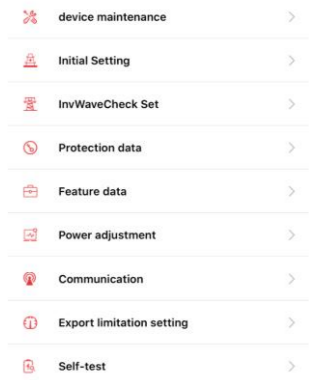 device maintenance
Initial Setting
InvWaveCheck Set
Protection data
Feature data
Power adjustment
Communication
Export limitation setting
Self-test